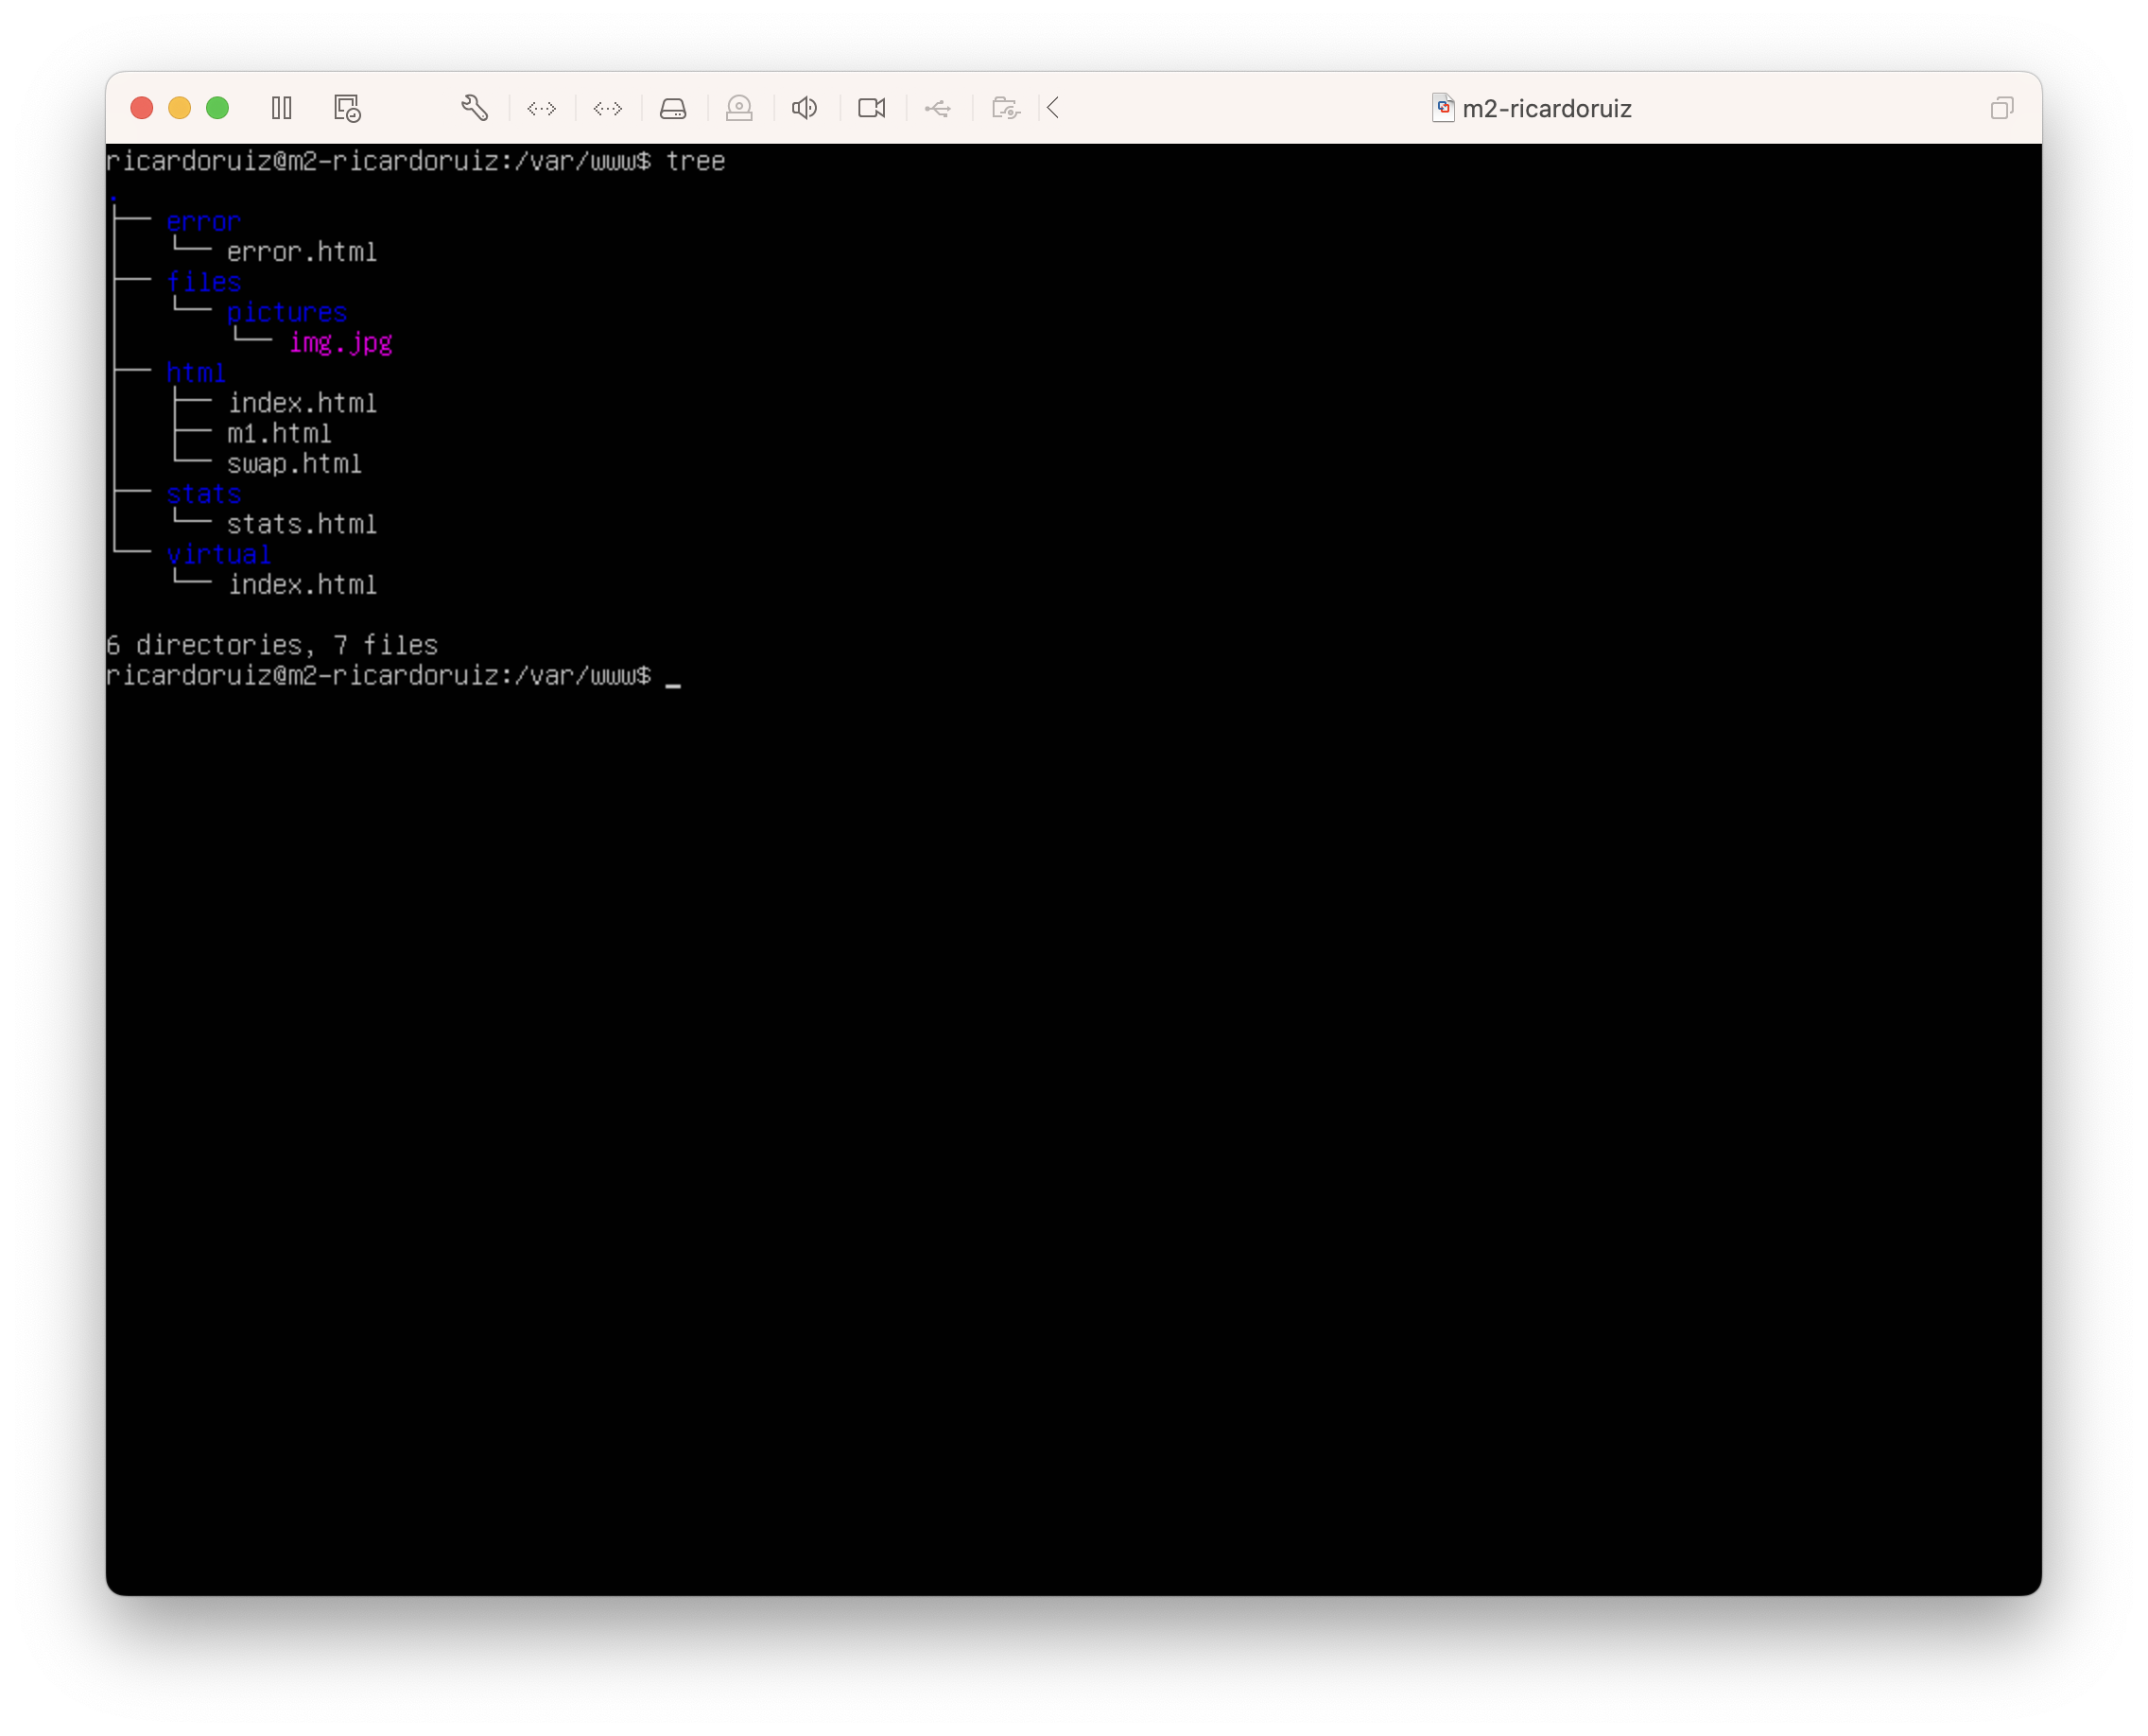 m2-ricardoruiz
ricardoruiz@m2-ricardoruiz:/var/www$ tree
.
├── error
│   └── error.html
├── files
│   └── pictures
│       └── img.jpg
├── html
│   ├── index.html
│   ├── m1.html
│   └── swap.html
├── stats
│   └── stats.html
└── virtual
    └── index.html
6 directories, 7 files
ricardoruiz@m2-ricardoruiz:/var/www$ _